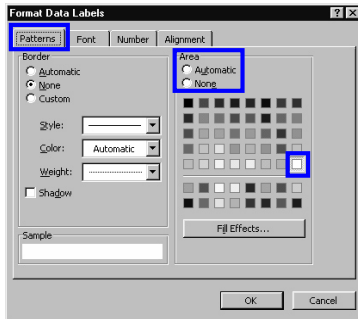 Format Data Labels
Patterns Font Number Alignment
Border
Automatic
None
Custom
Style:
Color: Automatic
Weight:
Shadow
Sample
Area
Automatic
None
Fill Effects...
OK Cancel